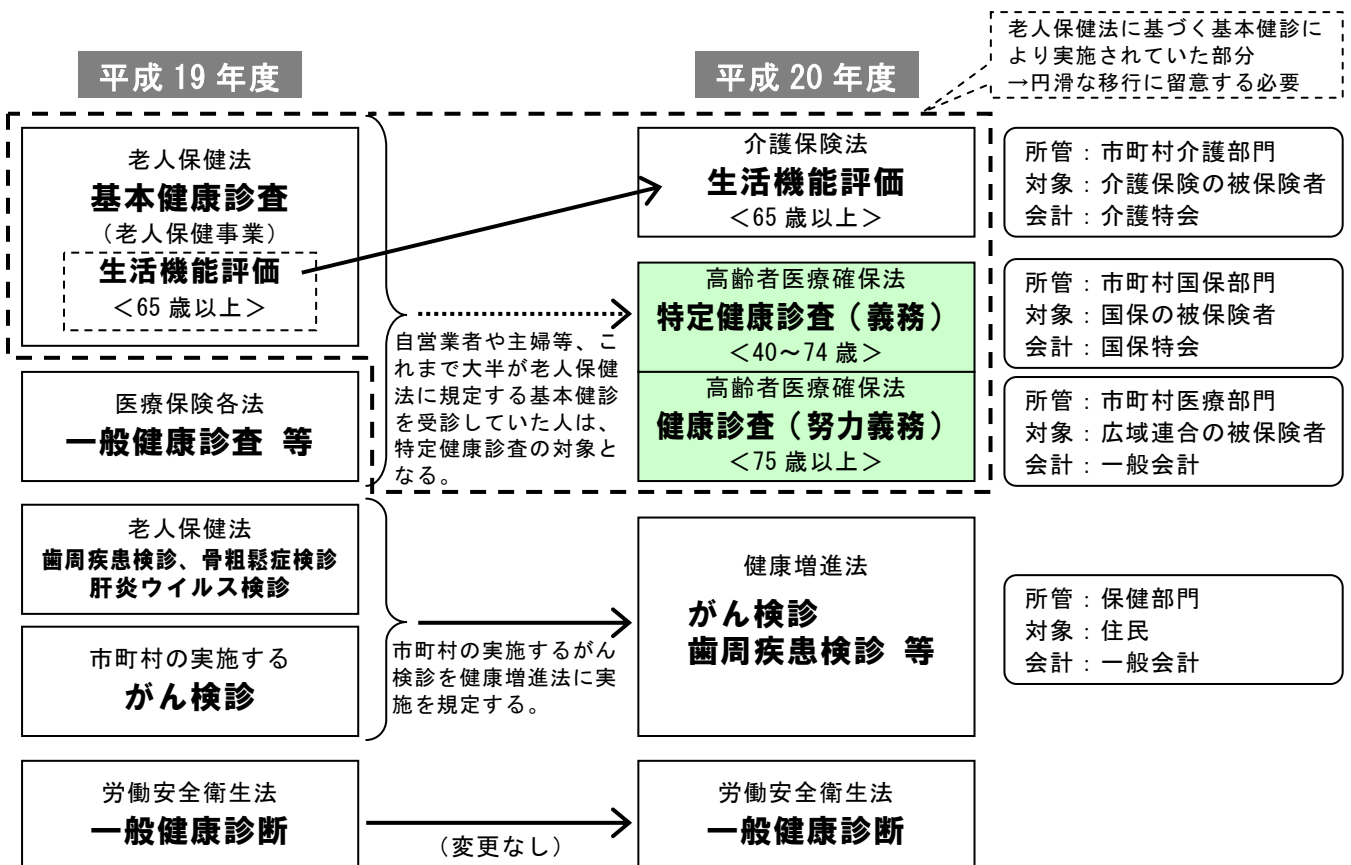 老人保健法に基づく基本健診に
より実施されていた部分
→円滑な移行に留意する必要
平成 19 年度
平成 20 年度
老人保健法
基本健康診査
（老人保健事業）
生活機能評価
＜65 歳以上＞
介護保険法
生活機能評価
＜65 歳以上＞
所管：市町村介護部門
対象：介護保険の被保険者
会計：介護特会
高齢者医療確保法
特定健康診査（義務）
＜40～74 歳＞
所管：市町村国保部門
対象：国保の被保険者
会計：国保特会
自営業者や主婦等、こ
れまで大半が老人保健
法に規定する基本健診
を受診していた人は、
特定健康診査の対象と
なる。
医療保険各法
一般健康診査 等
高齢者医療確保法
健康診査（努力義務）
＜75 歳以上＞
所管：市町村医療部門
対象：広域連合の被保険者
会計：一般会計
老人保健法
歯周疾患検診、骨粗鬆症検診
肝炎ウイルス検診
市町村の実施する
がん検診
市町村の実施するがん
検診を健康増進法に実
施を規定する。
健康増進法
がん検診
歯周疾患検診 等
所管：保健部門
対象：住民
会計：一般会計
労働安全衛生法
一般健康診断
（変更なし）
労働安全衛生法
一般健康診断